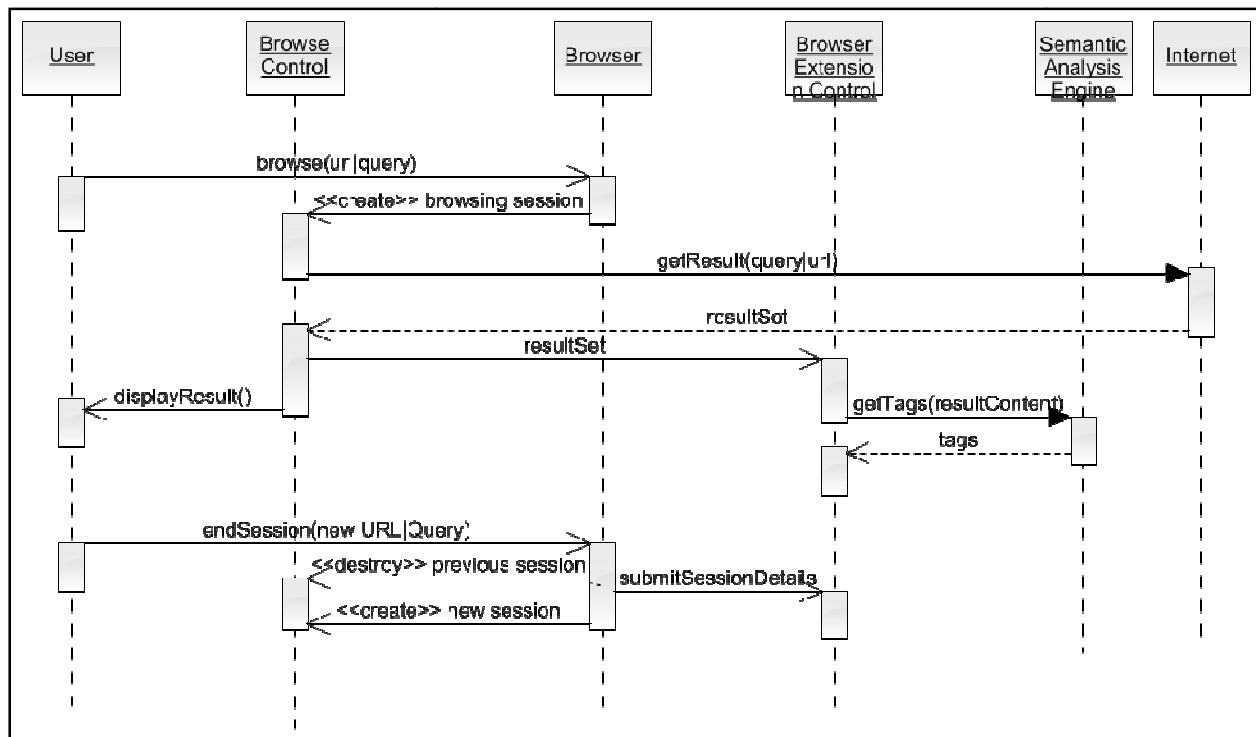 User
Browse
Control
Browser
Browser
Extensio
n Control
Semantic
Analysis
Engine
Internet
browse(ur|query)
<<create>> browsing session
getResult(query|url)
resultSet
resultSet
displayResult()
getTags(resultContent)
tags
endSession(new URL|Query)
<<destroy>> previous session
submitSessionDetails
<<create>> new session